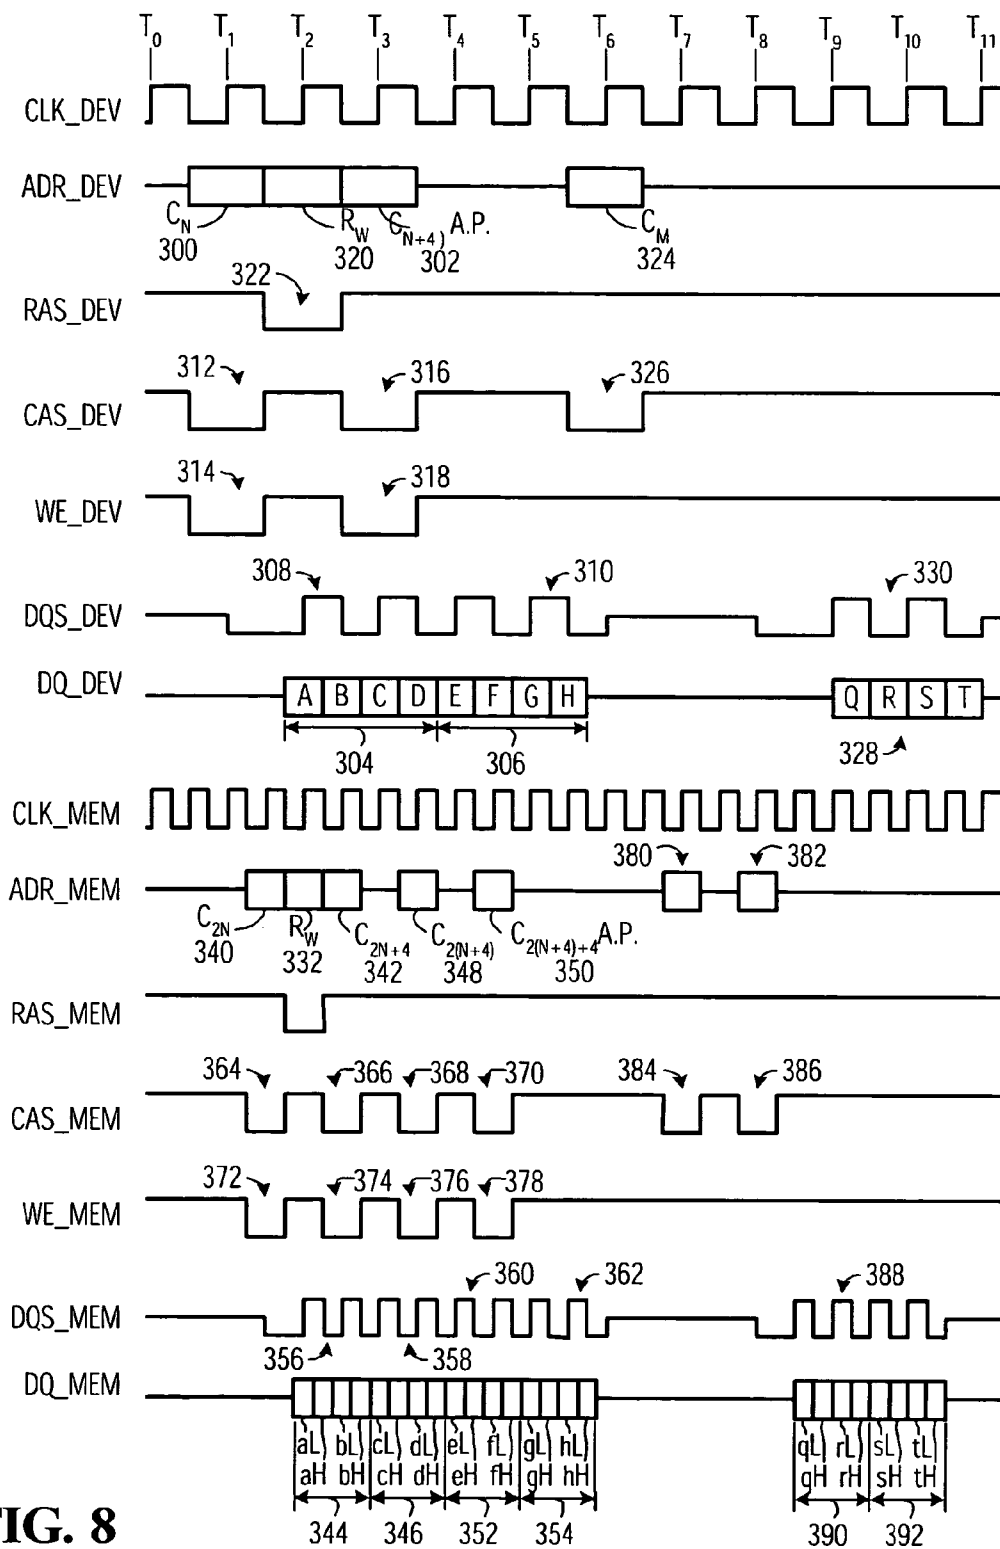 T0 T1 T2 T3 T4 T5 T6 T7 T8 T9 T10 T11
CLK_DEV
ADR_DEV
CN RW CN+4) A.P. CM
300 320 302 324
322
RAS_DEV
312 316 326
CAS_DEV
314 318
WE_DEV
308 310 330
DQS_DEV
DQ_DEV A B C D E F G H Q R S T
304 306 328
CLK_MEM
380 382
ADR_MEM
C2N RW C2N+4 C2(N+4) C2(N+4)+4 A.P.
340 332 342 348 350
RAS_MEM
364 366 368 370 384 386
CAS_MEM
372 374 376 378
WE_MEM
360 362 388
DQS_MEM
356 358
DQ_MEM
aL bL cL dL eL fL gL hL qL rL sL tL
aH bH cH dH eH fH gH hH qH rH sH tH
344 346 352 354 390 392
IG. 8